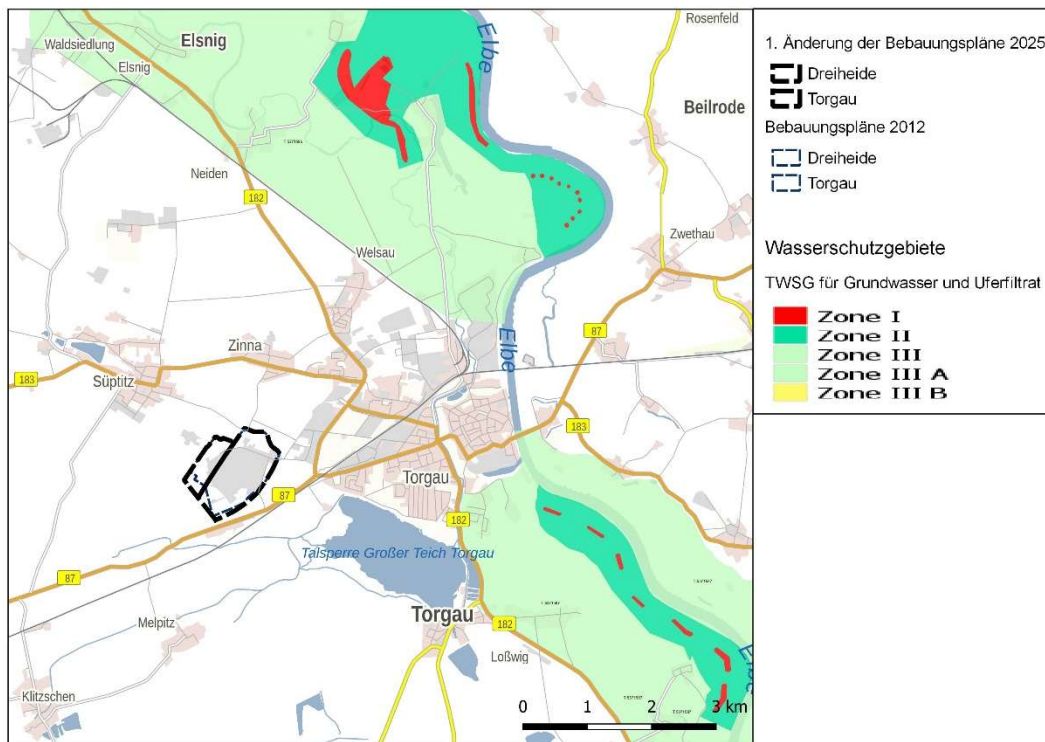 Rosenfeld
Elbe
Waldsiedlung
Elsnig
Elsnig
Beilrode
Neiden
182
Zwethau
Welsau
Elbe
87
Zinna
183
Süptitz
183
Torgau
87
182
Talsperre Großer Teich Torgau
87
Torgau
Melpitz
182
Loßwig
Elbe
Klitzschen
0 1 2 3 km
1. Änderung der Bebauungspläne 2025
Dreiheide
Torgau
Bebauungspläne 2012
Dreiheide
Torgau
Wasserschutzgebiete
TWSG für Grundwasser und Uferfiltrat
Zone I
Zone II
Zone III
Zone III A
Zone III B